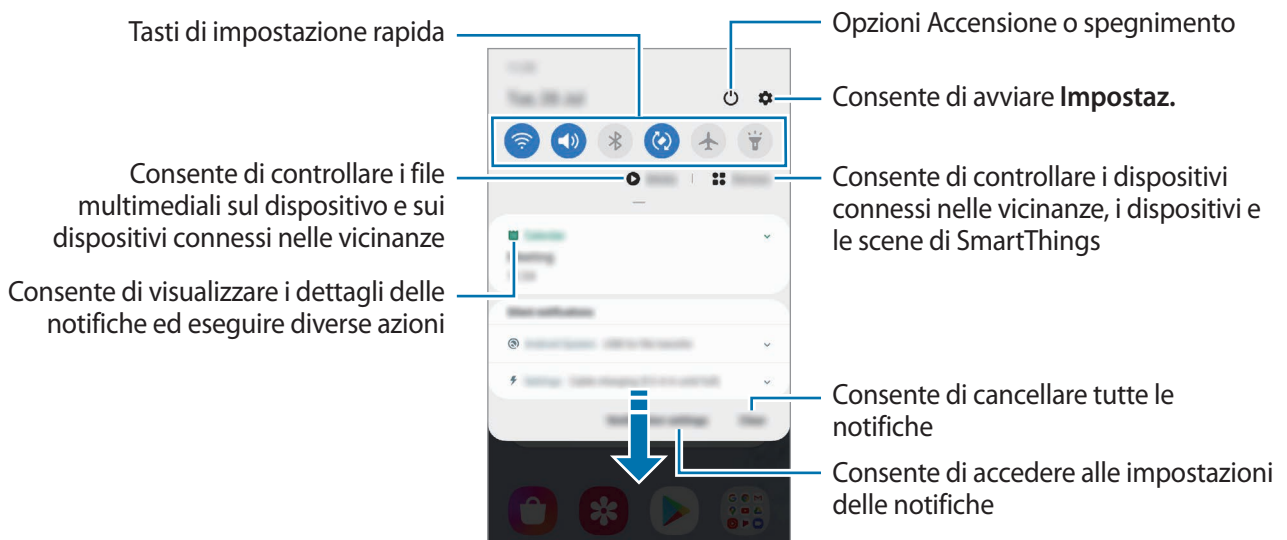 Tasti di impostazione rapida
Opzioni Accensione o spegnimento
Consente di avviare Impostaz.
Consente di controllare i file
multimediali sul dispositivo e sui
dispositivi connessi nelle vicinanze
Consente di controllare i dispositivi
connessi nelle vicinanze, i dispositivi e
le scene di SmartThings
Consente di visualizzare i dettagli delle
notifiche ed eseguire diverse azioni
Consente di cancellare tutte le
notifiche
Consente di accedere alle impostazioni
delle notifiche